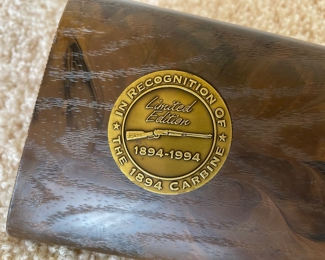 IN RECOGNITION OF
Limited
Edition
1894-1994
THE 1894 CARBINE